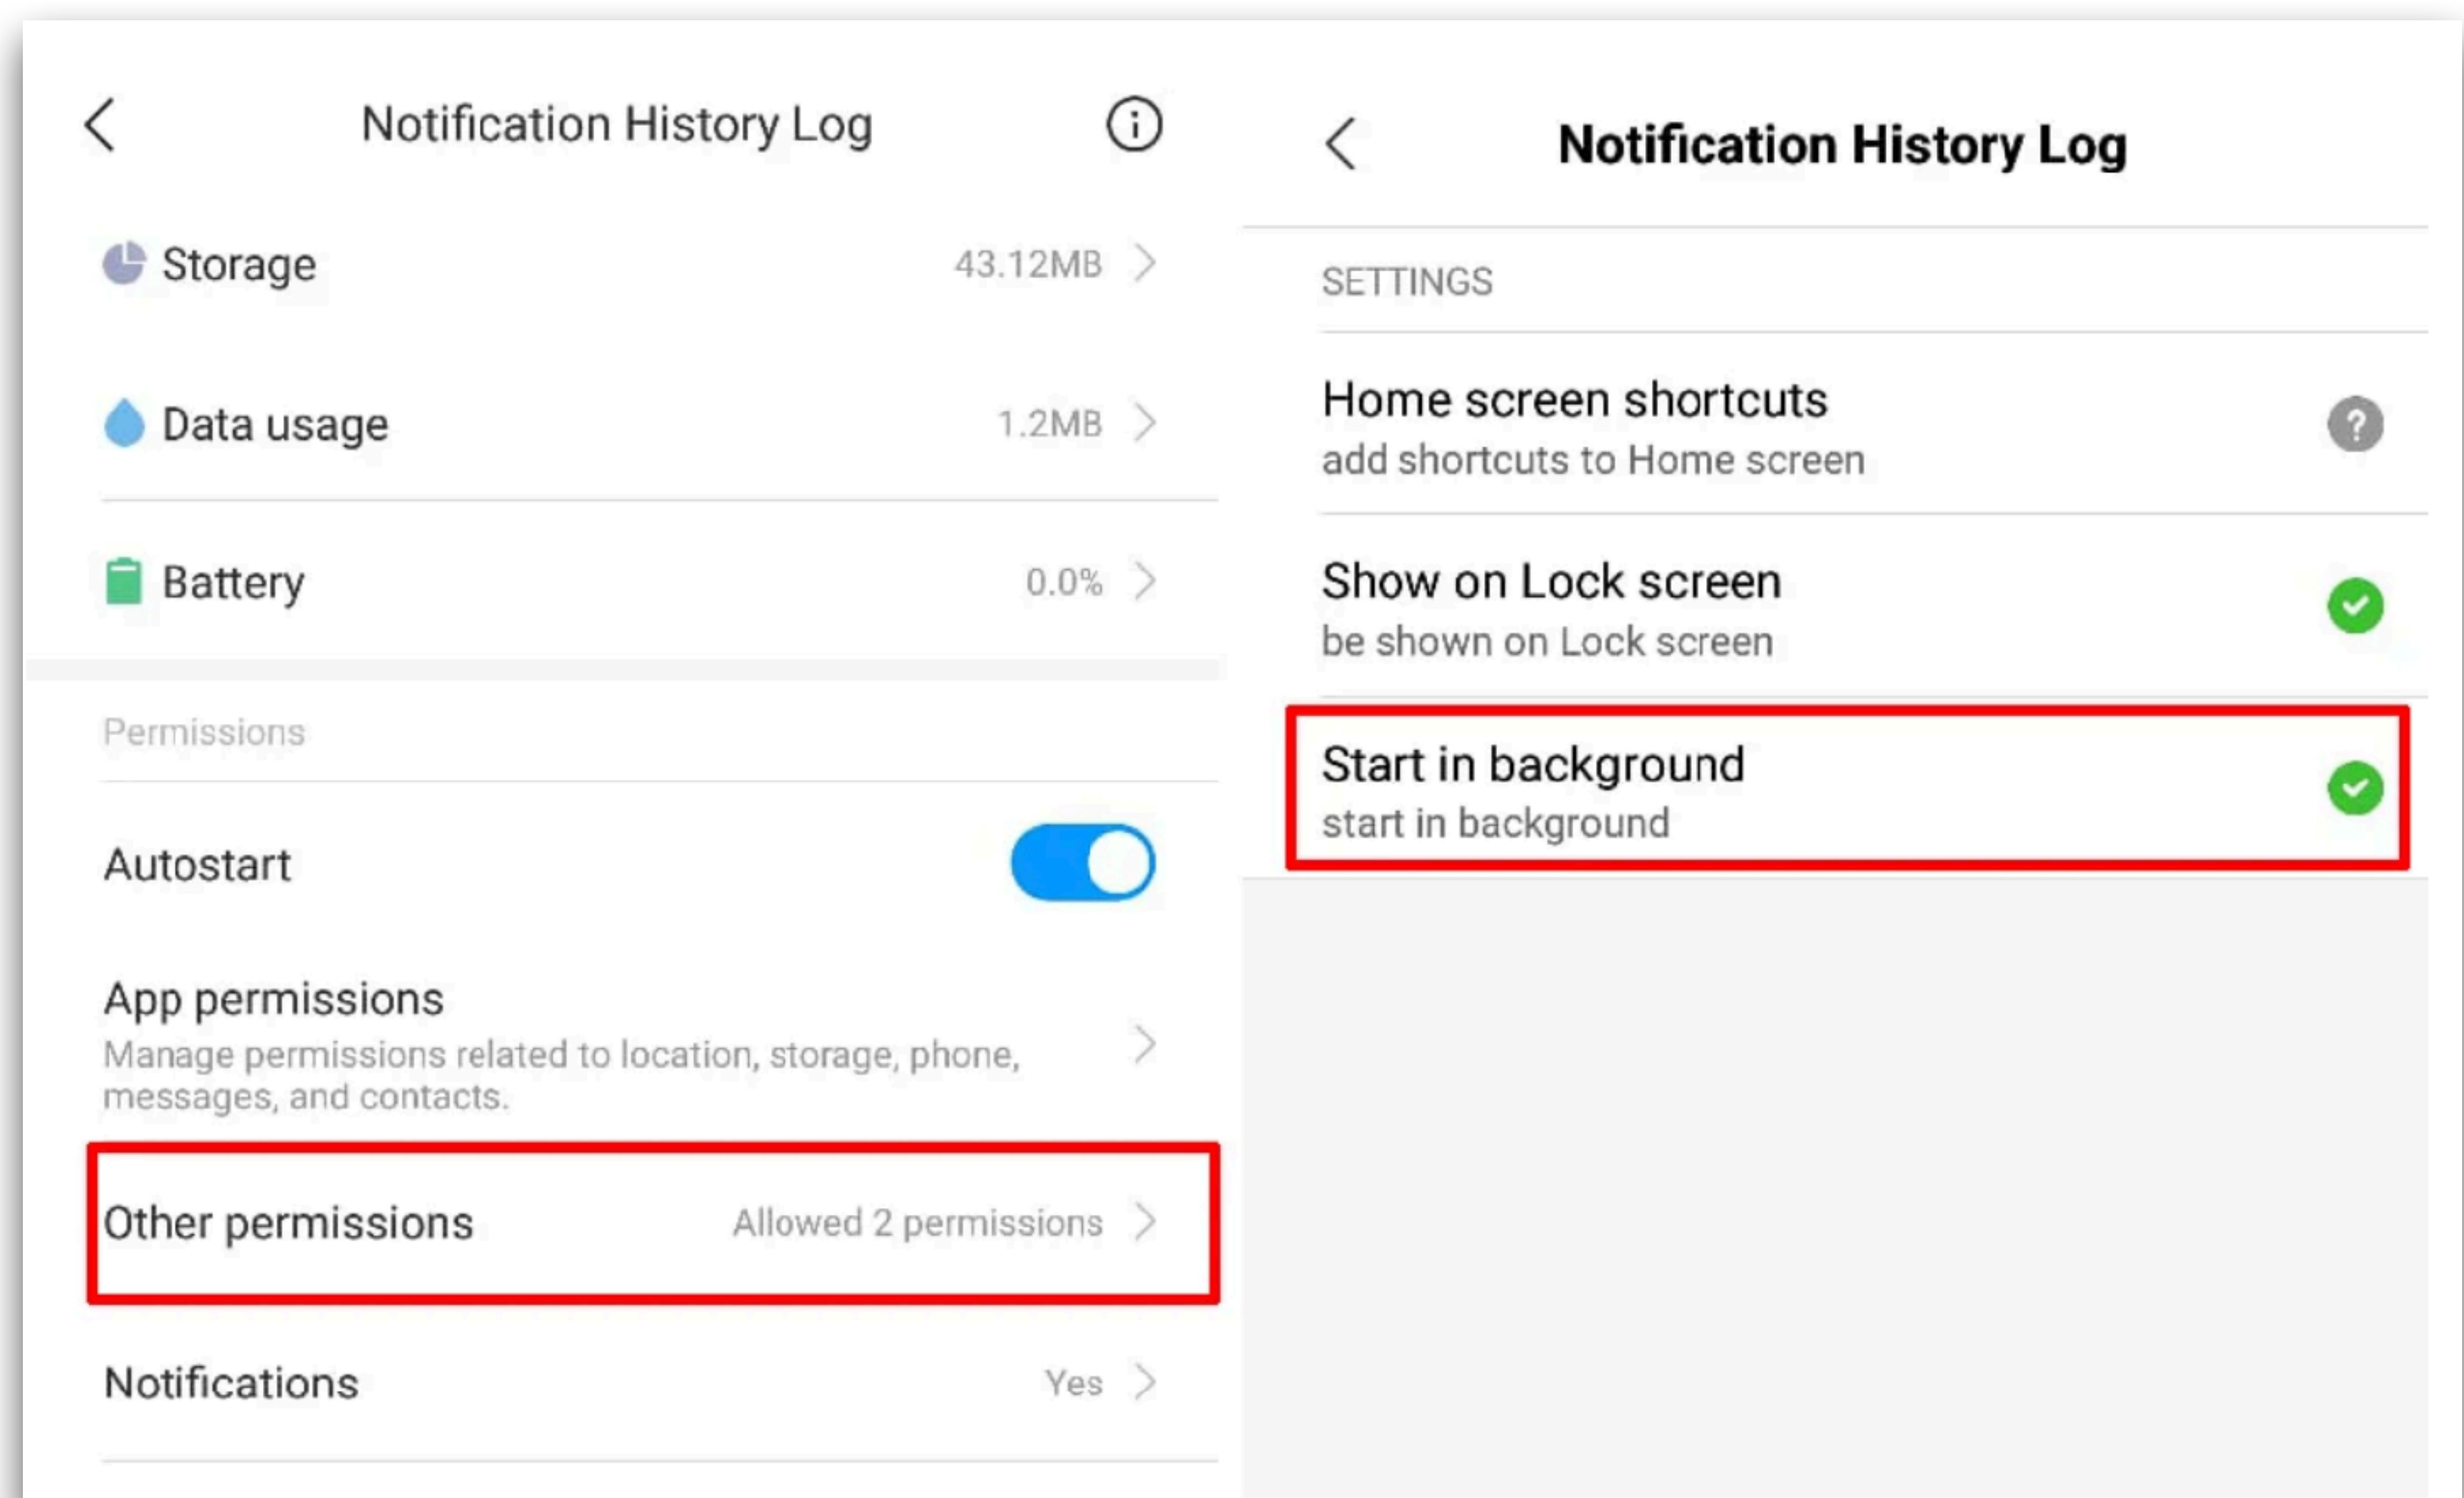 Notification History Log
Storage
43.12MB
Data usage
1.2MB
Battery
0.0%
Permissions
Autostart
App permissions
Manage permissions related to location, storage, phone,
messages, and contacts.
Other permissions
Allowed 2 permissions
Notifications
Yes
Notification History Log
SETTINGS
Home screen shortcuts
add shortcuts to Home screen
?
Show on Lock screen
be shown on Lock screen
Start in background
start in background